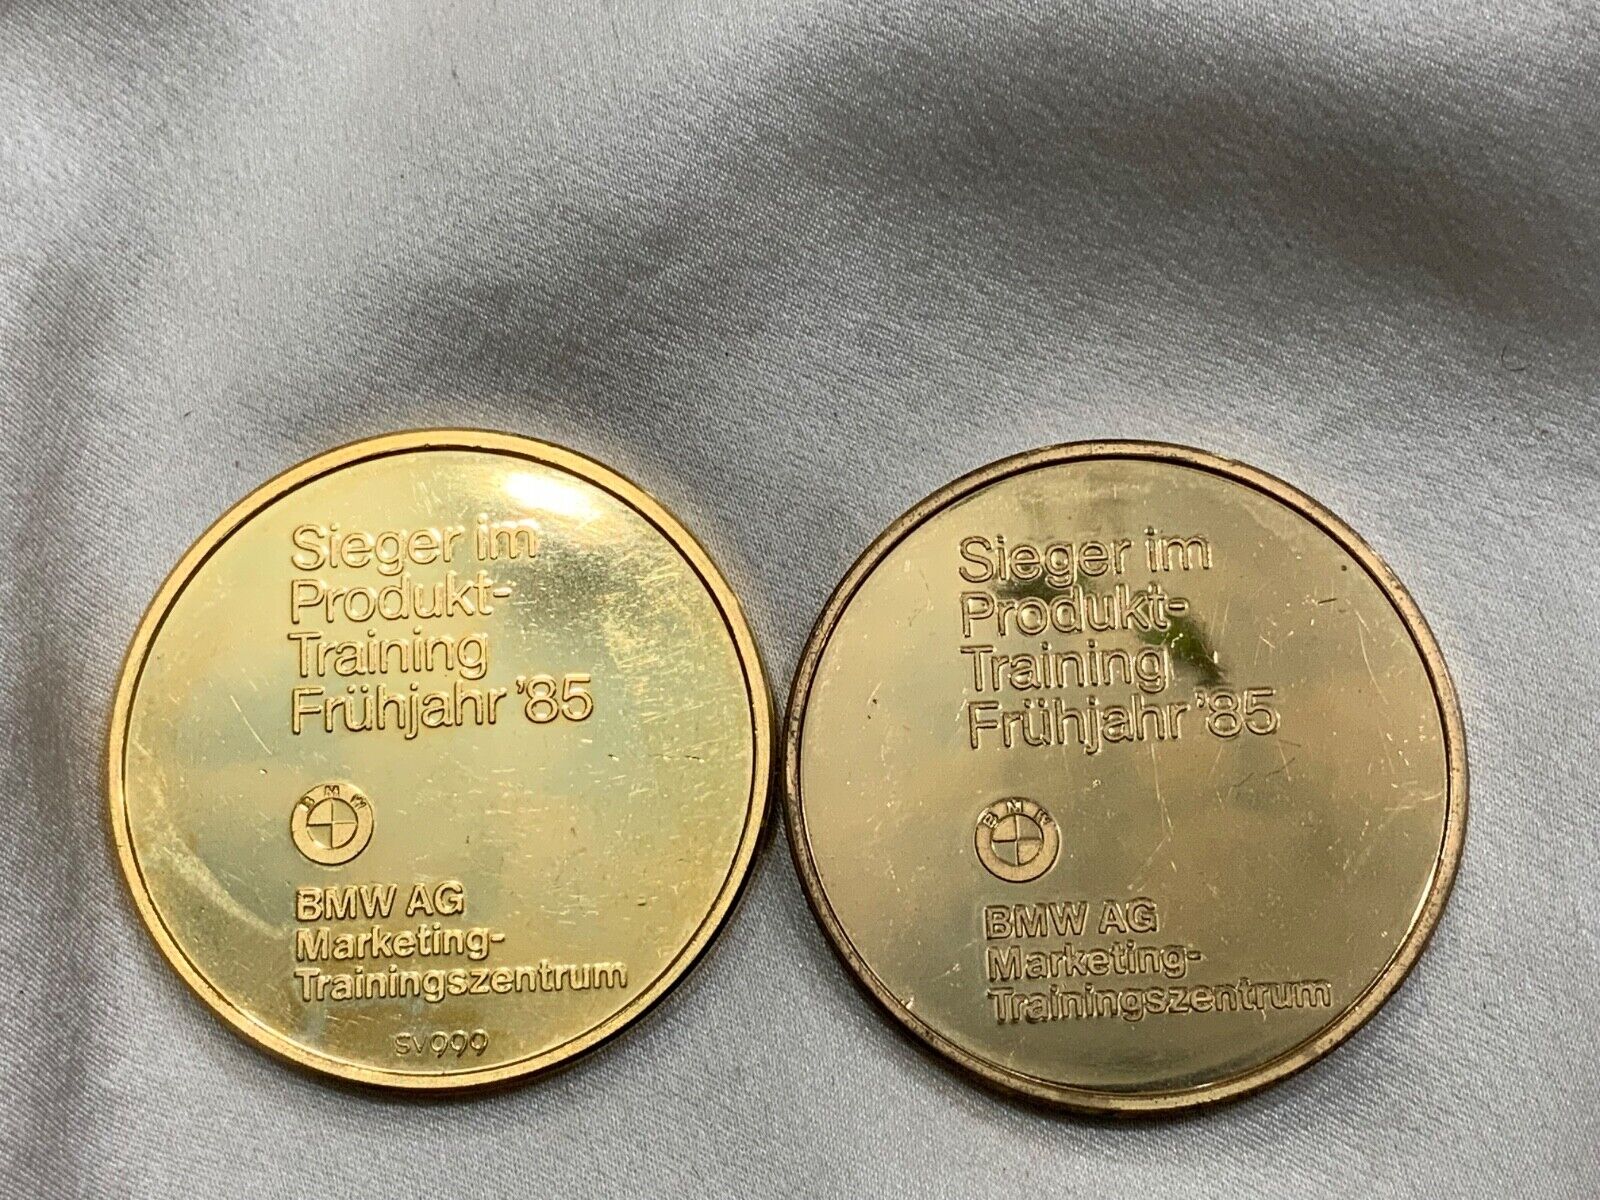 Sieger im
Produkt-
Training
Frühjahr '85
BMW
BMW AG
Marketing-
Trainingszentrum
SV999
Sieger im
Produkt-
Training
Frühjahr '85
BMW
BMW AG
Marketing-
Trainingszentrum